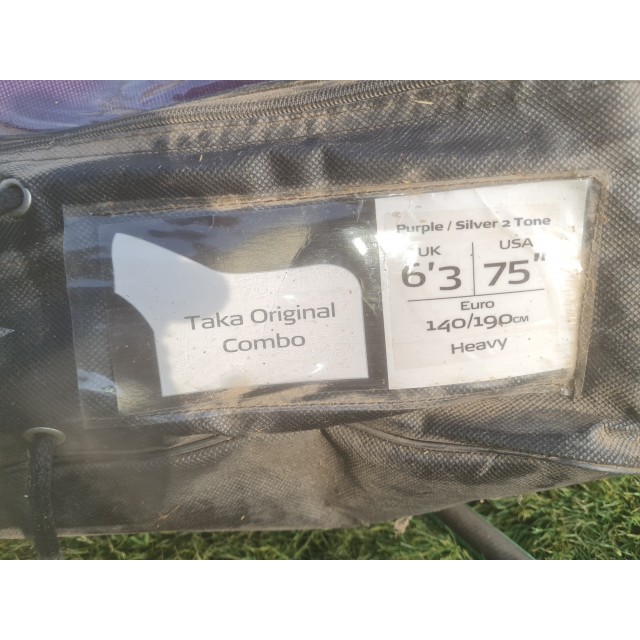 Taka Original
Combo
Purple / Silver 2 Tone
UK
USA
6'3
75"
Euro
140/190CM
Heavy